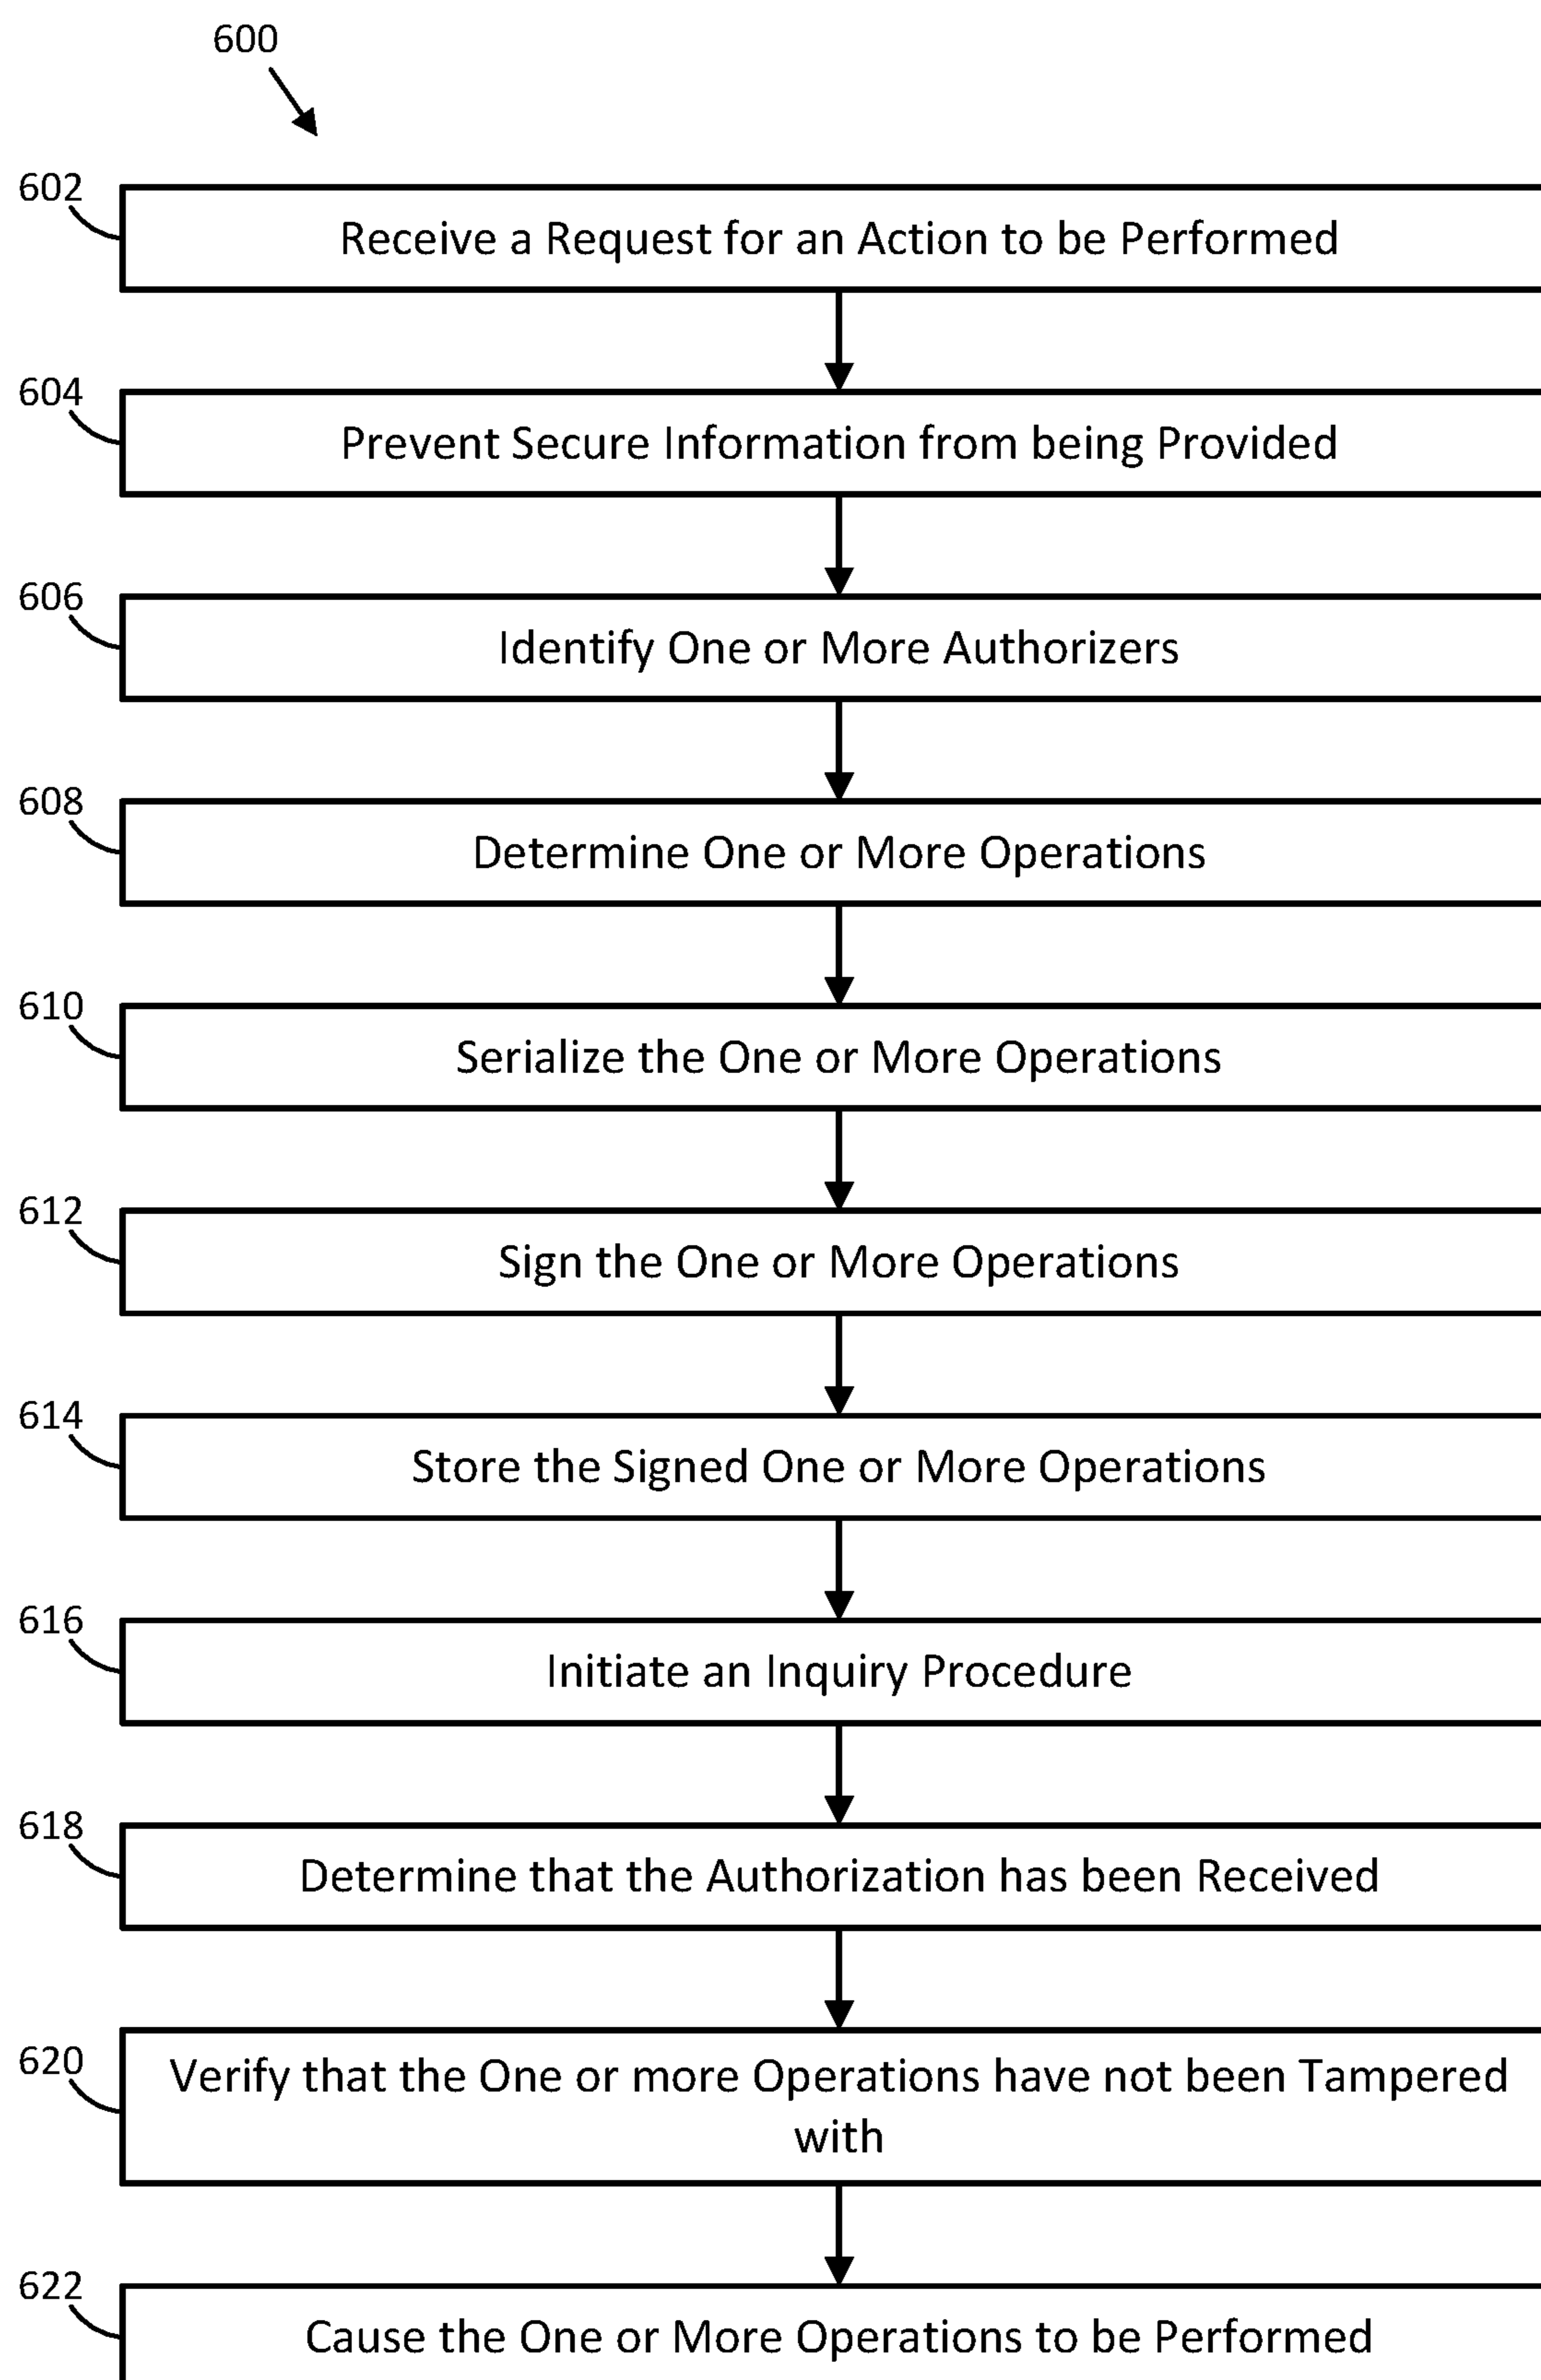 600
602
Receive a Request for an Action to be Performed
604
Prevent Secure Information from being Provided
606
Identify One or More Authorizers
608
Determine One or More Operations
610
Serialize the One or More Operations
612
Sign the One or More Operations
614
Store the Signed One or More Operations
616
Initiate an Inquiry Procedure
618
Determine that the Authorization has been Received
620
Verify that the One or more Operations have not been Tampered
with
622
Cause the One or More Operations to be Performed